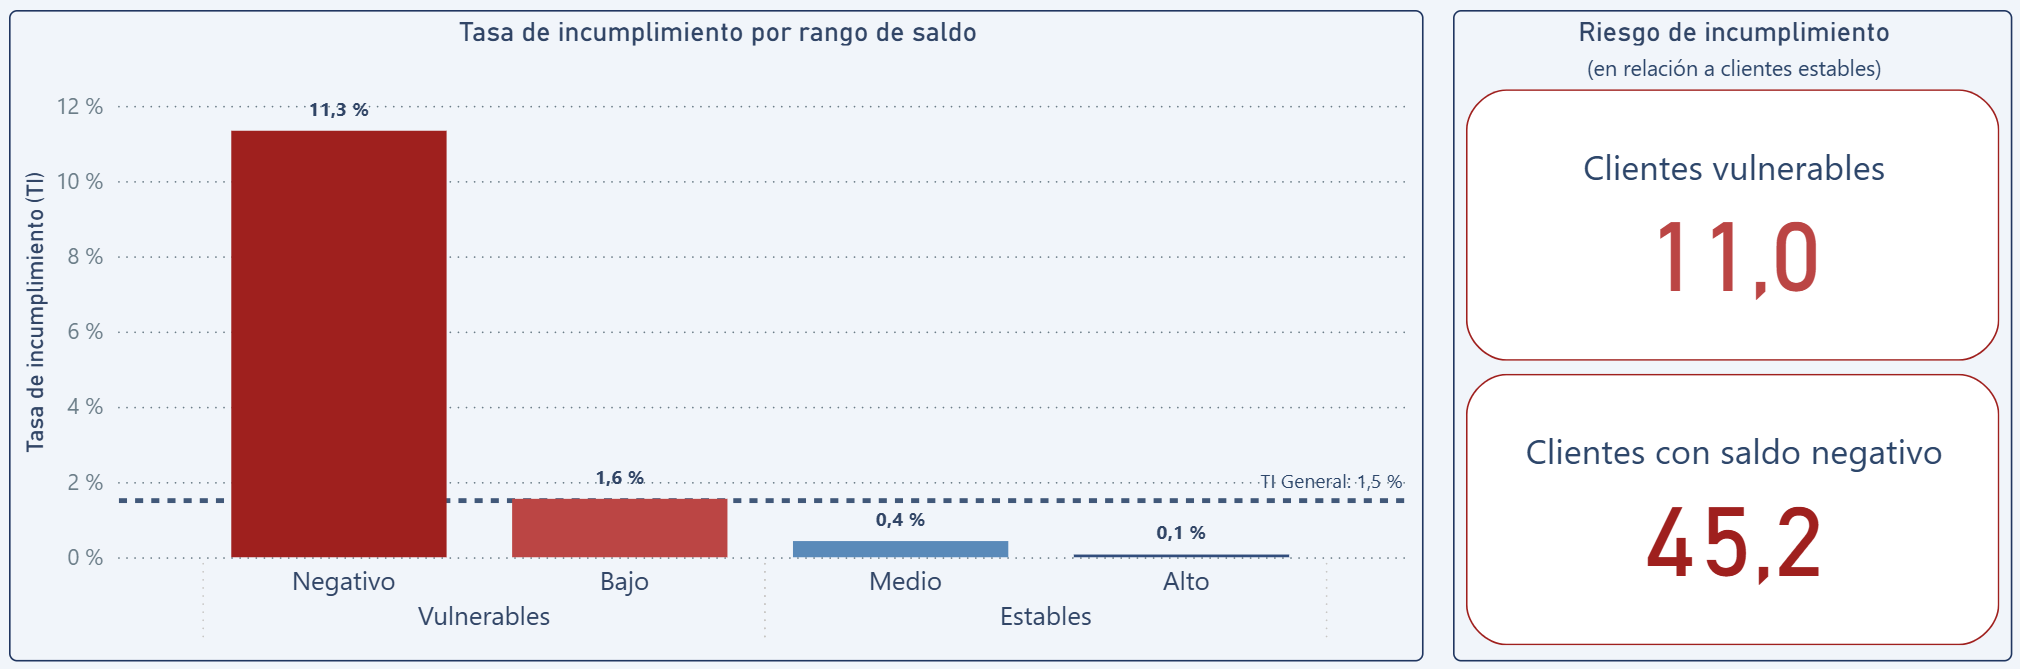 Tasa de incumplimiento por rango de saldo
Tasa de incumplimiento (TI)
12 %
10 %
8 %
6 %
4 %
2 %
0 %
11,3 %
1,6 %
0,4 %
0,1 %
TI General: 1,5 %
Negativo
Bajo
Medio
Alto
Vulnerables
Estables
Riesgo de incumplimiento
(en relación a clientes estables)
Clientes vulnerables
11,0
Clientes con saldo negativo
45,2